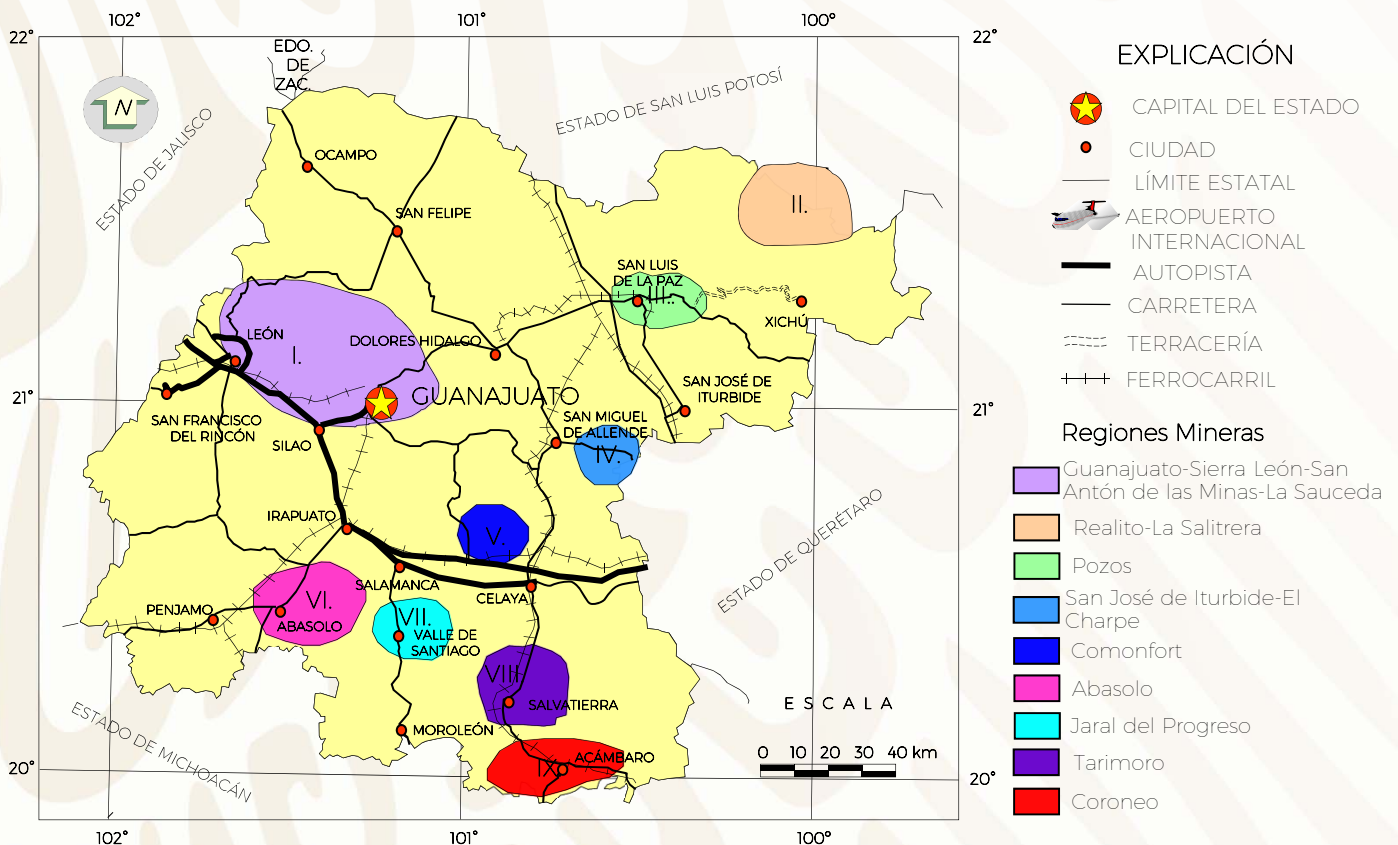 102°
101°
100°
22°
22°
EDO.
DE
ZAC.
N
ESTADO DE JALISCO
ESTADO DE SAN LUIS POTOSÍ
OCAMPO
SAN FELIPE
II.
SAN LUIS
DE LA PAZ
III..
XICHÚ
LEÓN
I.
DOLORES HIDALGO
GUANAJUATO
21°
21°
SAN JOSÉ DE
ITURBIDE
SAN FRANCISCO
DEL RINCÓN
SILAO
SAN MIGUEL
DE ALLENDE
IV.
IRAPUATO
V.
ESTADO DE QUERÉTARO
SALAMANCA
CELAYA
PENJAMO
VI.
ABASOLO
VII.
VALLE DE
SANTIAGO
VIII.
SALVATIERRA
MOROLEÓN
ESTADO DE MICHOACÁN
ACÁMBARO
IX.
20°
20°
ESCALA
0 10 20 30 40 km
102°
101°
100°
EXPLICACIÓN
CAPITAL DEL ESTADO
CIUDAD
LÍMITE ESTATAL
AEROPUERTO
INTERNACIONAL
AUTOPISTA
CARRETERA
TERRACERÍA
FERROCARRIL
Regiones Mineras
Guanajuato-Sierra León-San
Antón de las Minas-La Sauceda
Realito-La Salitrera
Pozos
San José de Iturbide-El
Charpe
Comonfort
Abasolo
Jaral del Progreso
Tarimoro
Coroneo